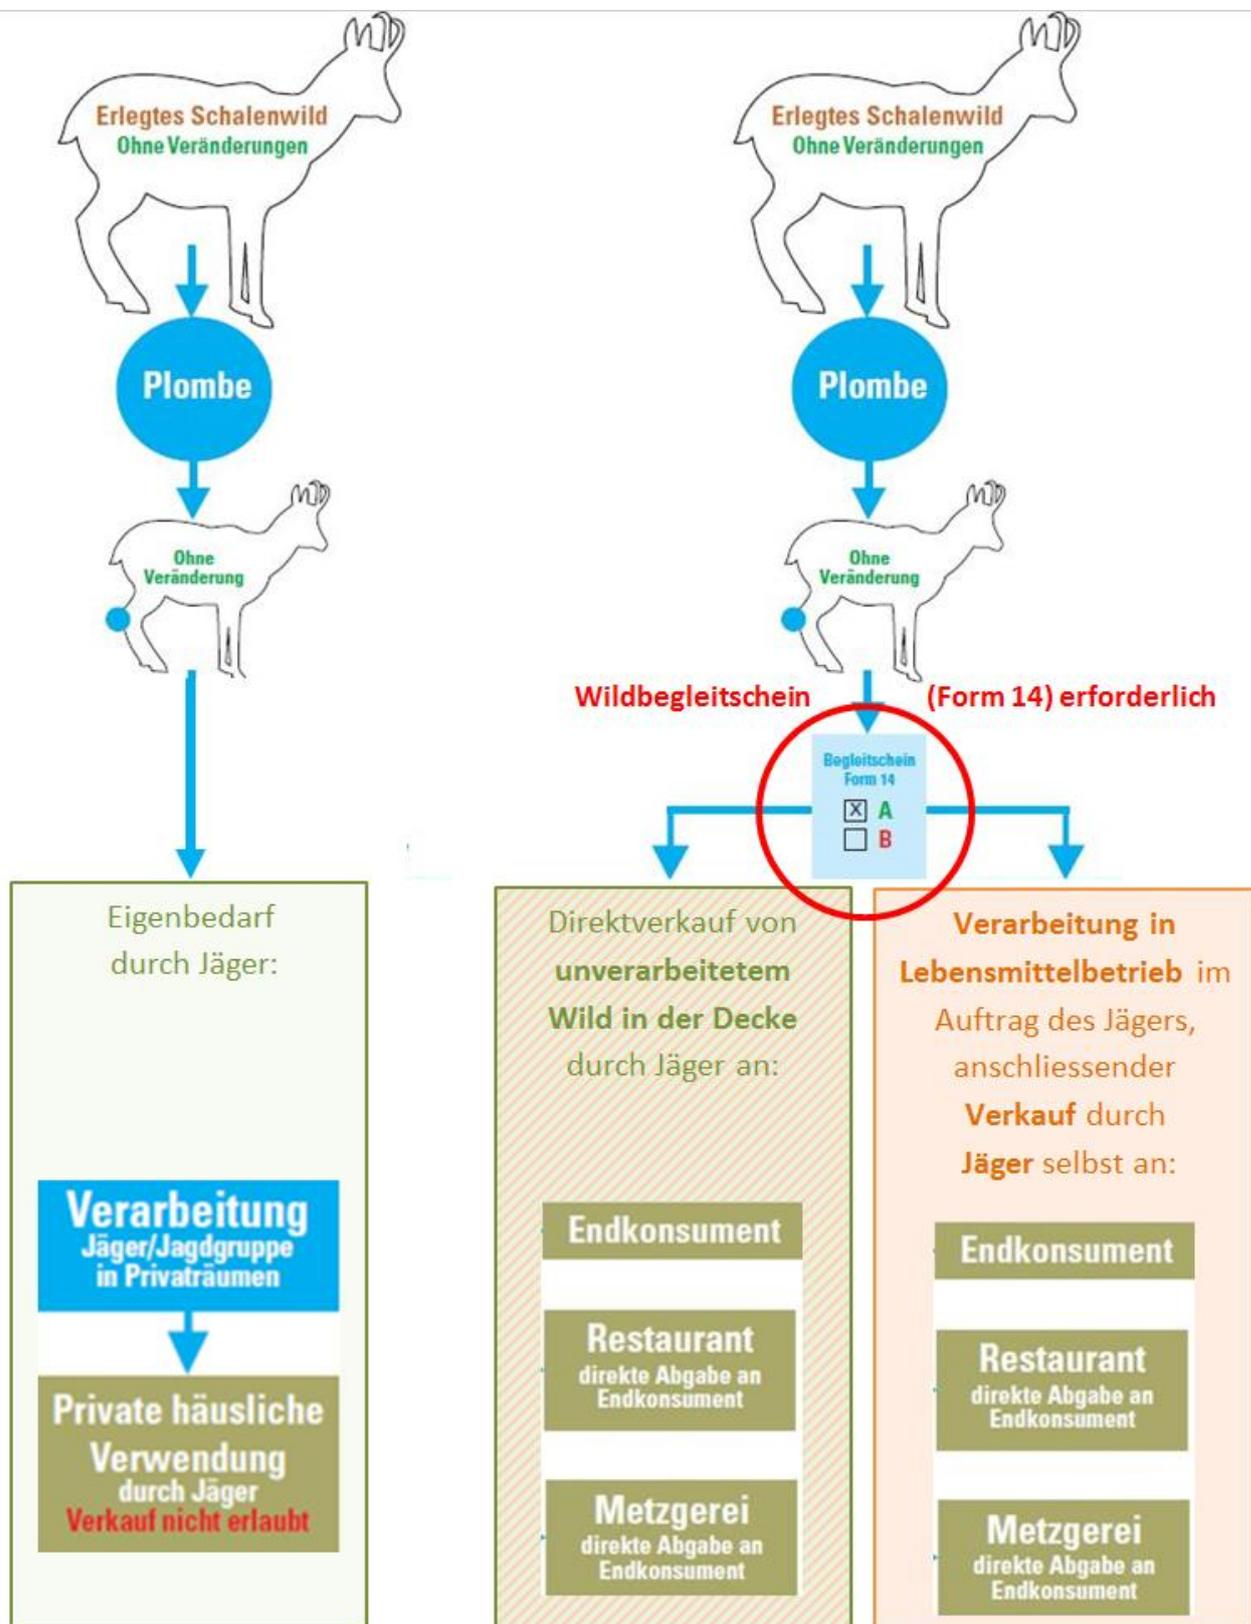 Erlegtes Schalenwild
Ohne Veränderungen
Plombe
Ohne
Veränderung
Eigenbedarf
durch Jäger:
Verarbeitung
Jäger/Jagdgruppe
in Privaträumen
Private häusliche
Verwendung
durch Jäger
Verkauf nicht erlaubt
Erlegtes Schalenwild
Ohne Veränderungen
Plombe
Ohne
Veränderung
Wildbegleitschein (Form 14) erforderlich
Begleitschein
Form 14
X A
B
Direktverkauf von
unverarbeitetem
Wild in der Decke
durch Jäger an:
Endkonsument
Restaurant
direkte Abgabe an
Endkonsument
Metzgerei
direkte Abgabe an
Endkonsument
Verarbeitung in
Lebensmittelbetrieb im
Auftrag des Jägers,
anschliessender
Verkauf durch
Jäger selbst an:
Endkonsument
Restaurant
direkte Abgabe an
Endkonsument
Metzgerei
direkte Abgabe an
Endkonsument